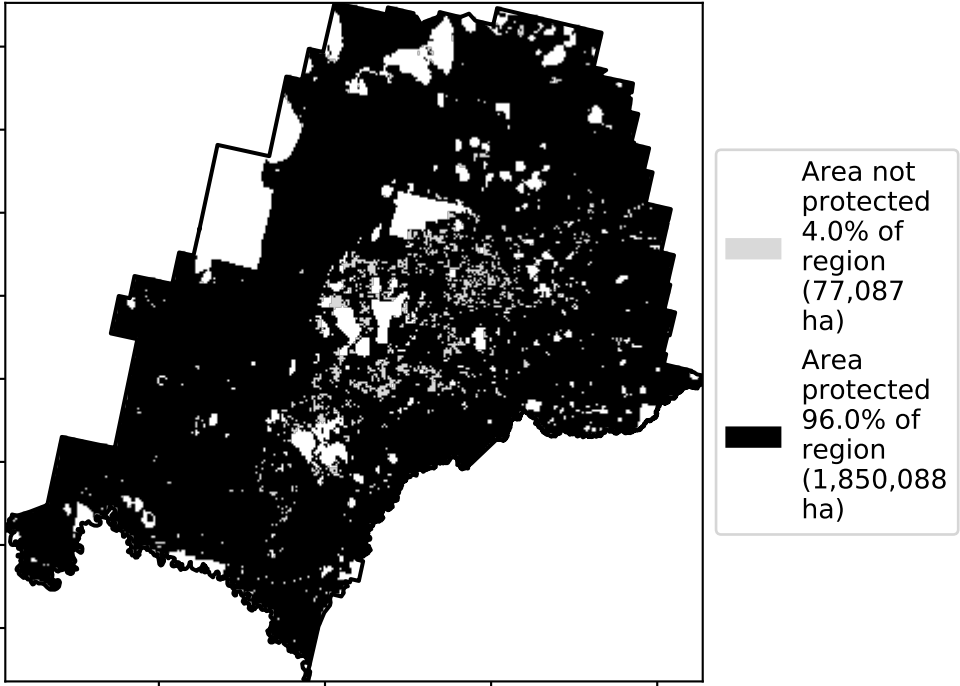 Area not
protected
4.0% of
region
(77,087
ha)
Area
protected
96.0% of
region
(1,850,088
ha)